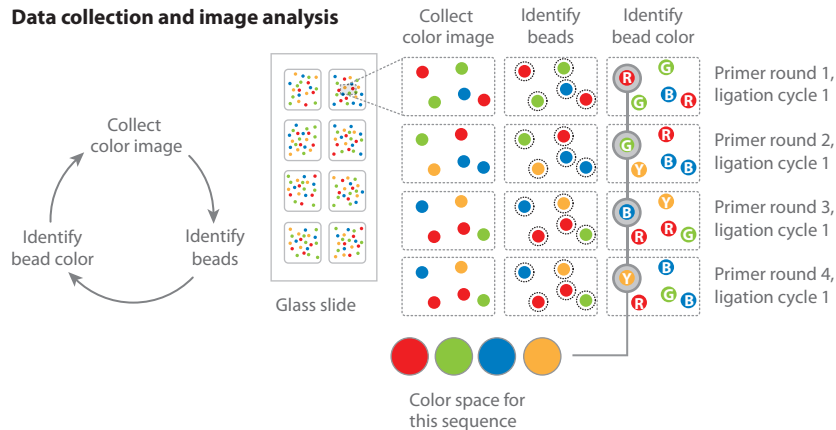 Data collection and image analysis
Collect
color image
Identify
beads
Identify
bead color
Collect
color image
Identify
beads
Identify
bead color
Glass slide
R
G
G
B
R
Primer round 1,
ligation cycle 1
G
R
Y
B
B
Primer round 2,
ligation cycle 1
B
Y
R
R
G
Primer round 3,
ligation cycle 1
Y
B
R
G
B
Primer round 4,
ligation cycle 1
Color space for
this sequence